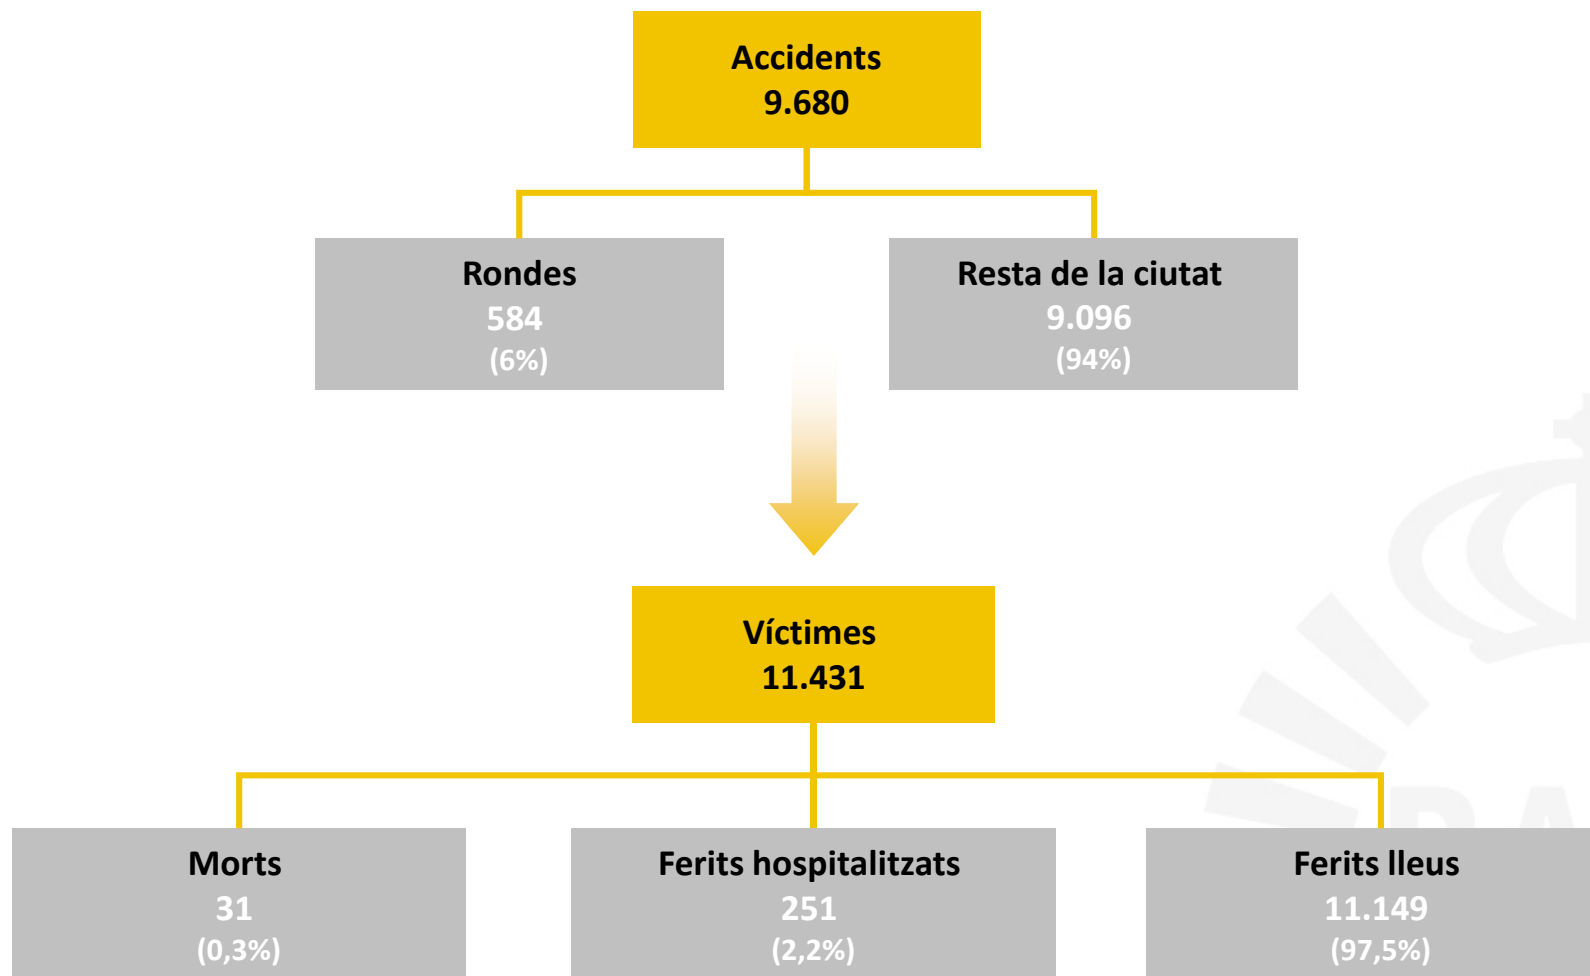 Accidents
9.680
Rondes
584
(6%)
Resta de la ciutat
9.096
(94%)
Víctimes
11.431
Morts
31
(0,3%)
Ferits hospitalitzats
251
(2,2%)
Ferits lleus
11.149
(97,5%)